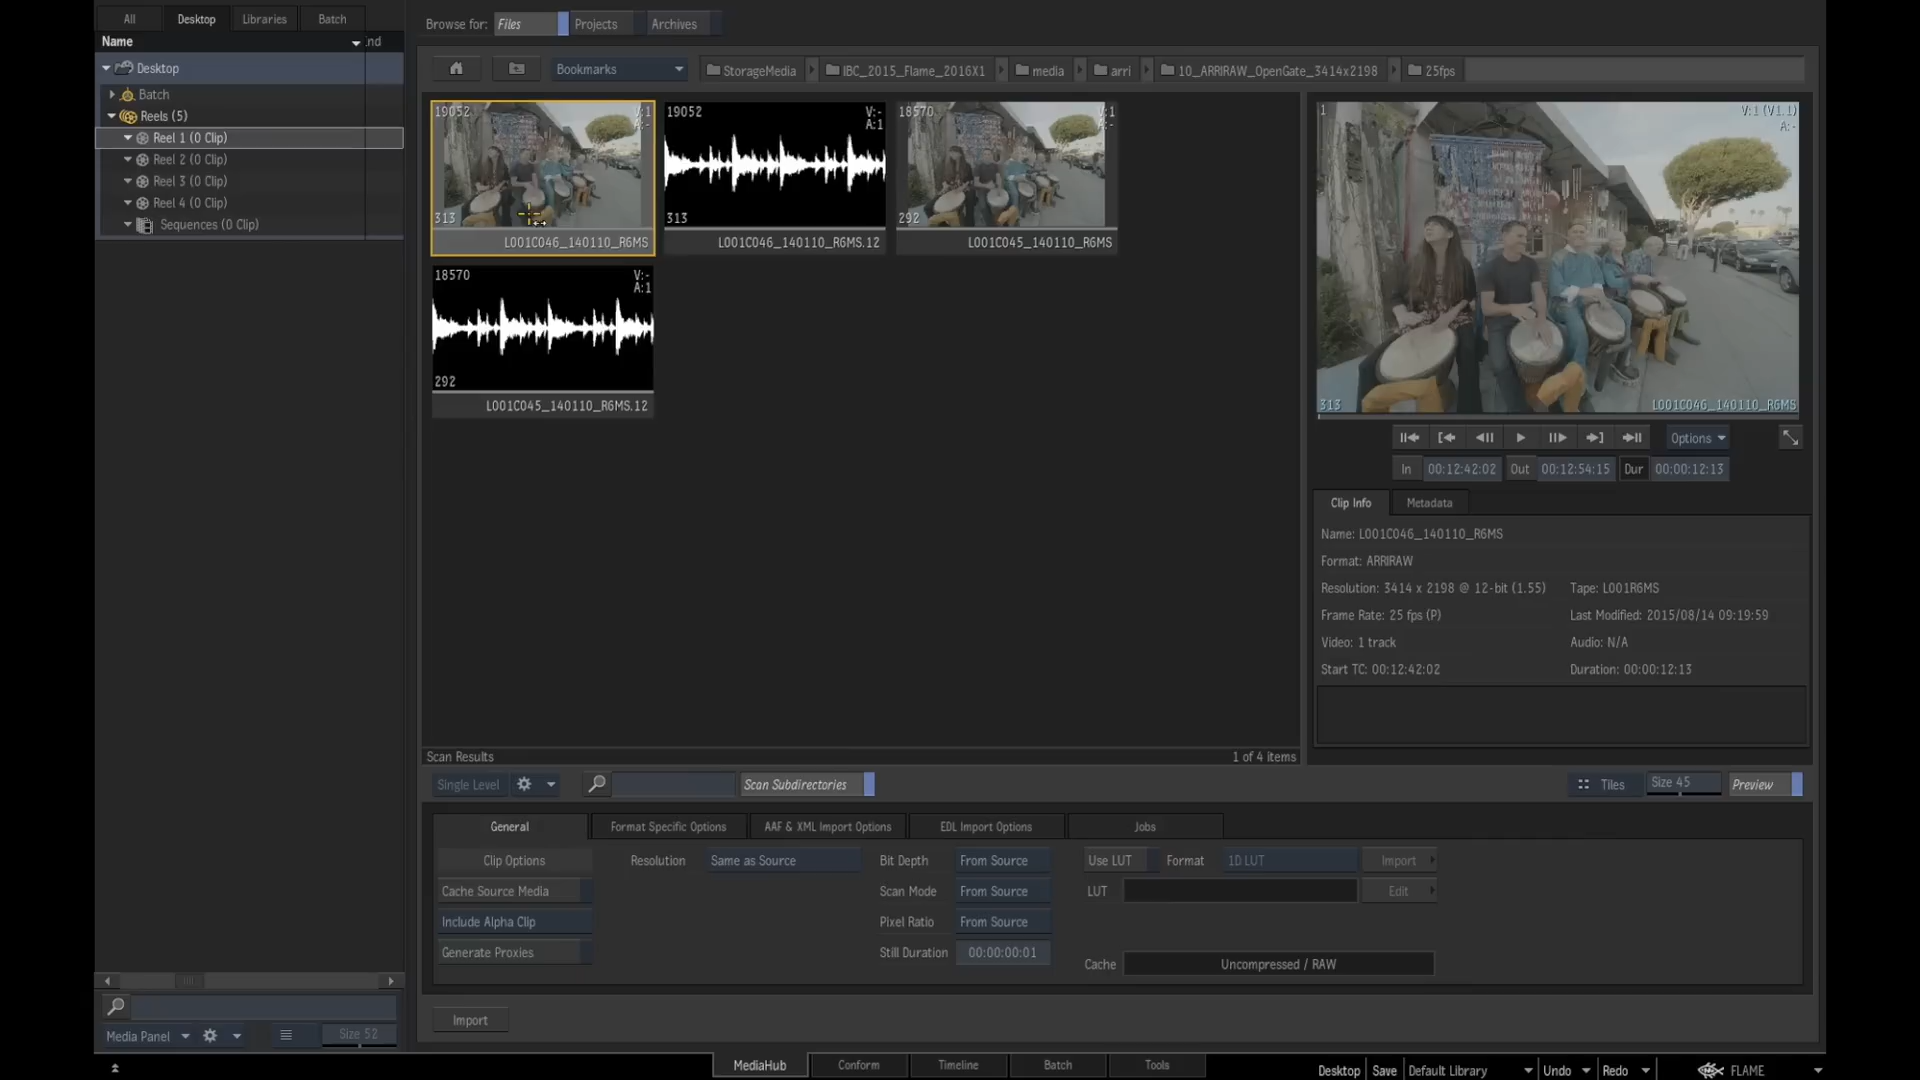 All Desktop Libraries Batch
Name nd
Desktop
Batch
Reels (5)
Reel 1 (0 Clip)
Reel 2 (0 Clip)
Reel 3 (0 Clip)
Reel 4 (0 Clip)
Sequences (0 Clip)
Media Panel Size 52
Browse for: Files Projects Archives
Bookmarks StorageMedia IBC_2015_Flame_2016X1 media arri 10_ARRIRAW_OpenGate_3414x2198 25fps
19052 V:1
A:-
313
L001C046_140110_R6MS
19052 V:-
A:1
313
L001C046_140110_R6MS.12
18570 V:1
A:-
292
L001C045_140110_R6MS
18570 V:-
A:1
292
L001C045_140110_R6MS.12
1 V:1 (V1.1)
A:-
313 L001C046_140110_R6MS
Options
In 00:12:42:02 Out 00:12:54:15 Dur 00:00:12:13
Clip Info Metadata
Name: L001C046_140110_R6MS
Format: ARRIRAW
Resolution: 3414 x 2198 @ 12-bit (1.55) Tape: L001R6MS
Frame Rate: 25 fps (P) Last Modified: 2015/08/14 09:19:59
Video: 1 track Audio: N/A
Start TC: 00:12:42:02 Duration: 00:00:12:13
Scan Results 1 of 4 items
Single Level Scan Subdirectories Tiles Size 45 Preview
General Format Specific Options AAF & XML Import Options EDL Import Options Jobs
Clip Options Resolution Same as Source Bit Depth From Source Use LUT Format 1D LUT Import
Cache Source Media Scan Mode From Source LUT Edit
Include Alpha Clip Pixel Ratio From Source
Generate Proxies Still Duration 00:00:00:01 Cache Uncompressed / RAW
Import
MediaHub Conform Timeline Batch Tools Desktop Save Default Library Undo Redo FLAME